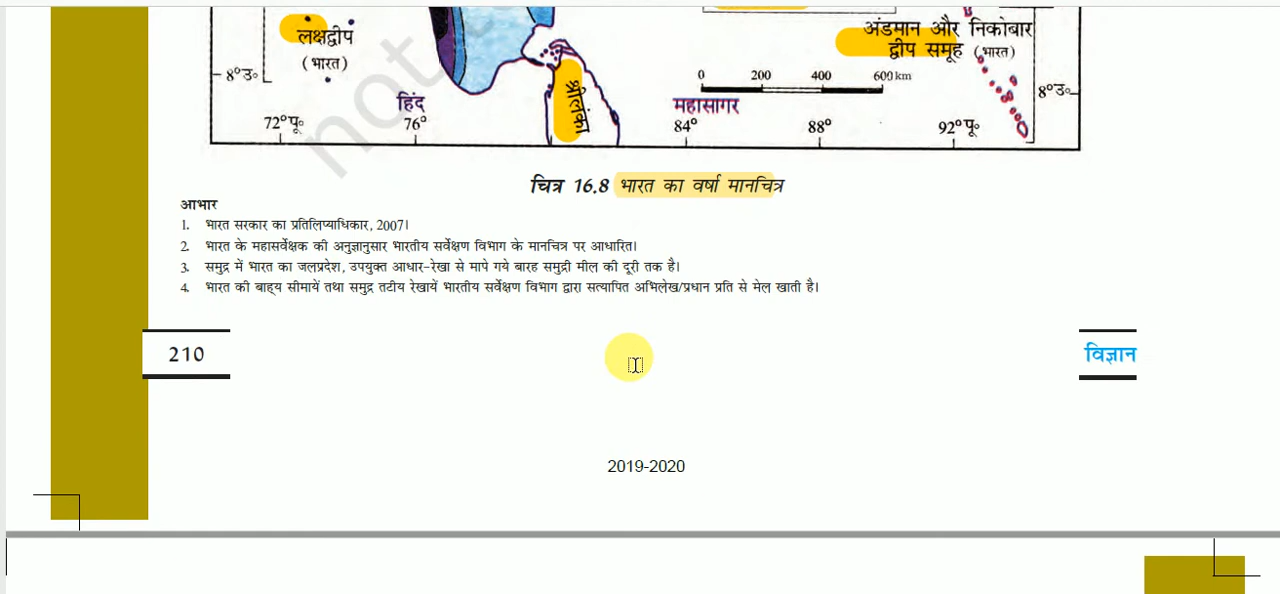 लक्षद्वीप
(भारत)
8°उ॰
72°पू॰
हिंद
76°
not
श्रीलंका
0 200 400 600 km
महासागर
84°
88°
92°पू॰
अंडमान और निकोबार
द्वीप समूह (भारत)
8°उ॰
चित्र 16.8 भारत का वर्षा मानचित्र
आभार
1. भारत सरकार का प्रतिलिप्याधिकार, 2007।
2. भारत के महासर्वेक्षक की अनुज्ञानुसार भारतीय सर्वेक्षण विभाग के मानचित्र पर आधारित।
3. समुद्र में भारत का जलप्रदेश, उपयुक्त आधार-रेखा से मापे गये बारह समुद्री मील की दूरी तक है।
4. भारत की बाह्य सीमायें तथा समुद्र तटीय रेखायें भारतीय सर्वेक्षण विभाग द्वारा सत्यापित अभिलेख/प्रधान प्रति से मेल खाती है।
210
विज्ञान
2019-2020